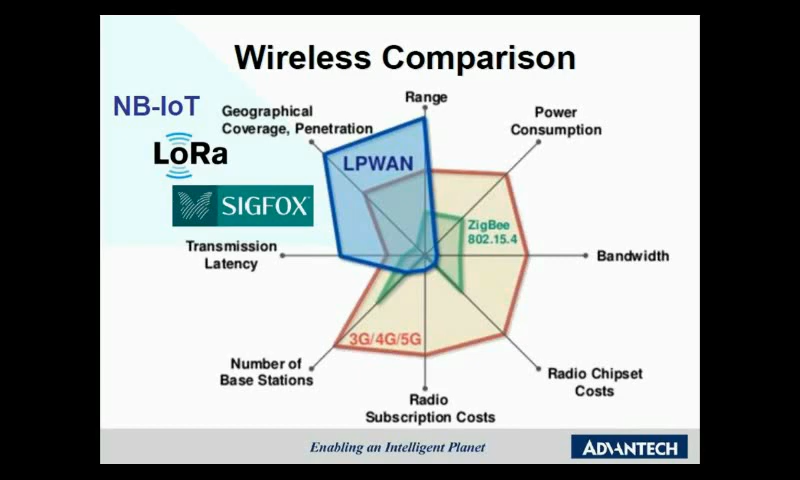 Wireless Comparison
NB-IoT
LoRa
SIGFOX
Geographical
Coverage, Penetration
Range
Power
Consumption
LPWAN
ZigBee
802.15.4
Transmission
Latency
Bandwidth
3G/4G/5G
Number of
Base Stations
Radio
Subscription Costs
Radio Chipset
Costs
Enabling an Intelligent Planet
ADVANTECH